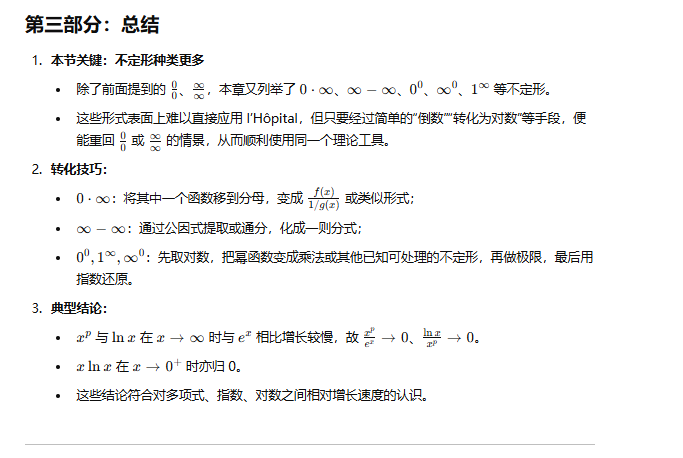 第三部分：总结
1. 本节关键：不定形种类更多
• 除了前面提到的 0/0、∞/∞，本章又列举了 0 · ∞、∞ − ∞、0⁰、∞⁰、1^∞ 等不定形。
• 这些形式表面上难以直接应用 l’Hôpital，但只要经过简单的“倒数”“转化为对数”等手段，便
能重回 0/0 或 ∞/∞ 的情景，从而顺利使用同一个理论工具。
2. 转化技巧：
• 0 · ∞：将其中一个函数移到分母，变成 f(x)/(1/g(x)) 或类似形式；
• ∞ − ∞：通过公因式提取或通分，化成一则分式；
• 0⁰, 1^∞, ∞⁰：先取对数，把幂函数变成乘法或其他已知可处理的不定形，再做极限，最后用
指数还原。
3. 典型结论：
• x^p 与 ln x 在 x → ∞ 时与 e^x 相比增长较慢，故 x^p/e^x → 0、ln x/x^p → 0。
• x ln x 在 x → 0⁺ 时亦归 0。
• 这些结论符合对多项式、指数、对数之间相对增长速度的认识。